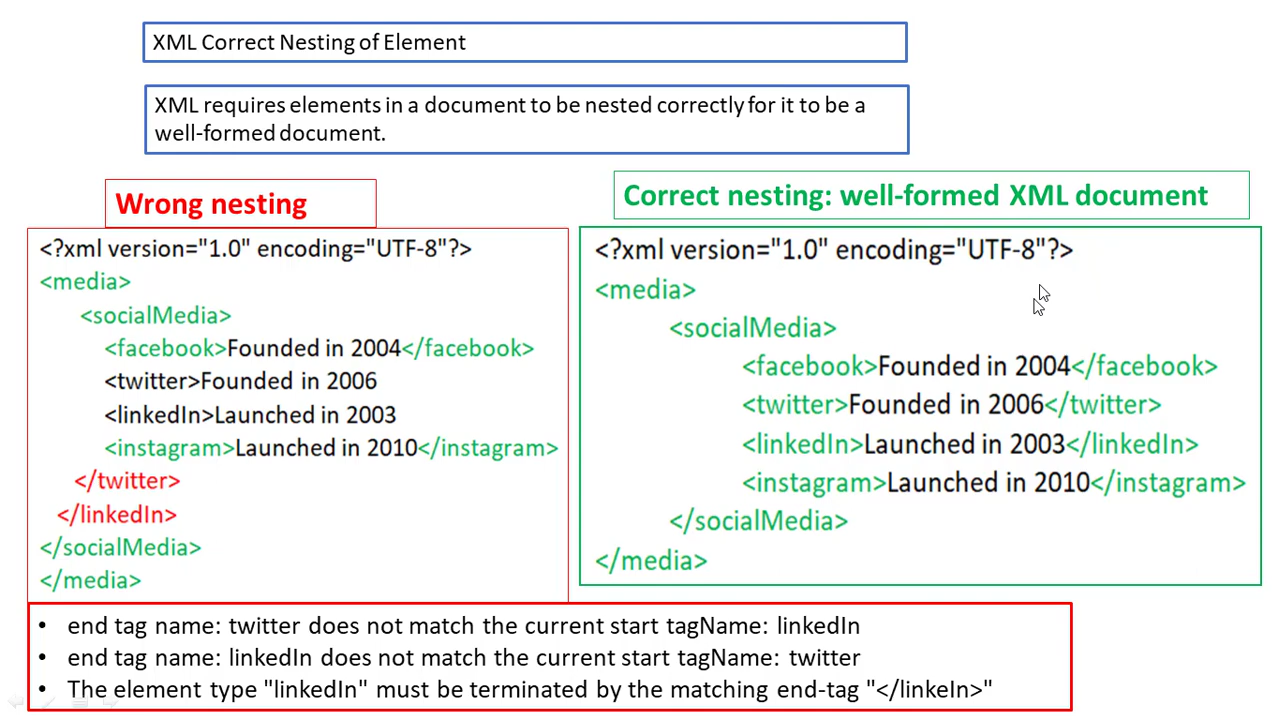 XML Correct Nesting of Element
XML requires elements in a document to be nested correctly for it to be a
well-formed document.
Wrong nesting
<?xml version="1.0" encoding="UTF-8"?>
<media>
<socialMedia>
<facebook>Founded in 2004</facebook>
<twitter>Founded in 2006
<linkedIn>Launched in 2003
<instagram>Launched in 2010</instagram>
</twitter>
</linkedIn>
</socialMedia>
</media>
Correct nesting: well-formed XML document
<?xml version="1.0" encoding="UTF-8"?>
<media>
<socialMedia>
<facebook>Founded in 2004</facebook>
<twitter>Founded in 2006</twitter>
<linkedIn>Launched in 2003</linkedIn>
<instagram>Launched in 2010</instagram>
</socialMedia>
</media>
• end tag name: twitter does not match the current start tagName: linkedIn
• end tag name: linkedIn does not match the current start tagName: twitter
• The element type "linkedIn" must be terminated by the matching end-tag "</linkeIn>"